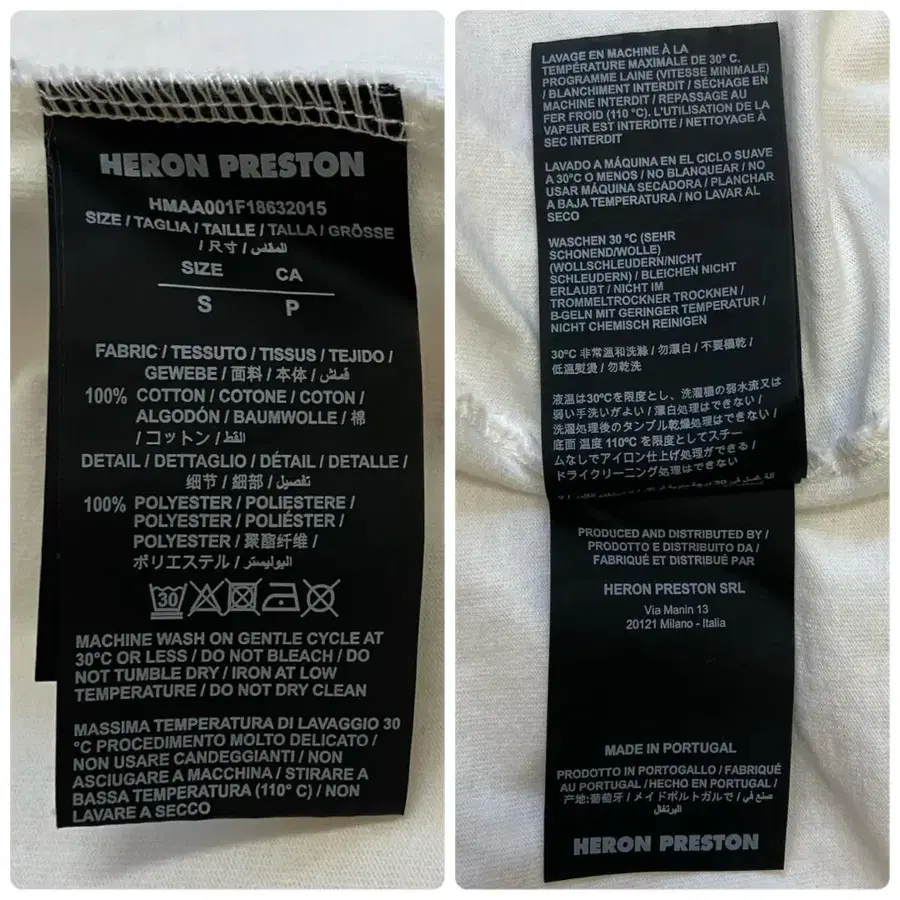 HERON PRESTON
HMAA001F18632015
SIZE / TAGLIA / TAILLE / TALLA / GRÖSSE
/ 尺寸 / المقاس
SIZE CA
S P
FABRIC / TESSUTO / TISSUS / TEJIDO /
GEWEBE / 面料 / 本体 / قماش
100% COTTON / COTONE / COTON /
ALGODÓN / BAUMWOLLE / 棉
/ コットン / القط
DETAIL / DETTAGLIO / DÉTAIL / DETALLE /
细节 / 細部 / تفصيل
100% POLYESTER / POLIESTERE /
POLYESTER / POLIÉSTER /
POLYESTER / 聚酯纤维 /
ポリエステル / البوليستر
30
MACHINE WASH ON GENTLE CYCLE AT
30°C OR LESS / DO NOT BLEACH / DO
NOT TUMBLE DRY / IRON AT LOW
TEMPERATURE / DO NOT DRY CLEAN
MASSIMA TEMPERATURA DI LAVAGGIO 30
°C PROCEDIMENTO MOLTO DELICATO /
NON USARE CANDEGGIANTI / NON
ASCIUGARE A MACCHINA / STIRARE A
BASSA TEMPERATURA (110° C) / NON
LAVARE A SECCO
LAVAGE EN MACHINE À LA
TEMPÉRATURE MAXIMALE DE 30° C.
PROGRAMME LAINE (VITESSE MINIMALE)
/ BLANCHIMENT INTERDIT / SÉCHAGE EN
MACHINE INTERDIT / REPASSAGE AU
FER FROID (110 °C). L'UTILISATION DE LA
VAPEUR EST INTERDITE / NETTOYAGE À
SEC INTERDIT
LAVADO A MÁQUINA EN EL CICLO SUAVE
A 30°C O MENOS / NO BLANQUEAR / NO
USAR MÁQUINA SECADORA / PLANCHAR
A BAJA TEMPERATURA / NO LAVAR AL
SECO
WASCHEN 30 °C (SEHR
SCHONEND/WOLLE)
(WOLLSCHLEUDERN/NICHT
SCHLEUDERN) / BLEICHEN NICHT
ERLAUBT / NICHT IM
TROMMELTROCKNER TROCKNEN /
B-GELN MIT GERINGER TEMPERATUR /
NICHT CHEMISCH REINIGEN
30°C 非常溫和洗滌 / 勿漂白 / 不要機乾 /
低溫熨燙 / 勿乾洗
液温は30℃を限度とし、洗濯機の弱水流又は
弱い手洗いがよい / 漂白処理はできない /
洗濯処理後のタンブル乾燥処理はできない /
底面 温度 110℃ を限度としてスチー
ムなしでアイロン仕上げ処理ができる /
ドライクリーニング処理はできない
PRODUCED AND DISTRIBUTED BY /
PRODOTTO E DISTRIBUITO DA /
FABRIQUÉ ET DISTRIBUÉ PAR
HERON PRESTON SRL
Via Manin 13
20121 Milano - Italia
MADE IN PORTUGAL
PRODOTTO IN PORTOGALLO / FABRIQUÉ
AU PORTUGAL / HECHO EN PORTUGAL /
产地: 葡萄牙 / メイドポルトガルで / صنع في
البرتغال
HERON PRESTON